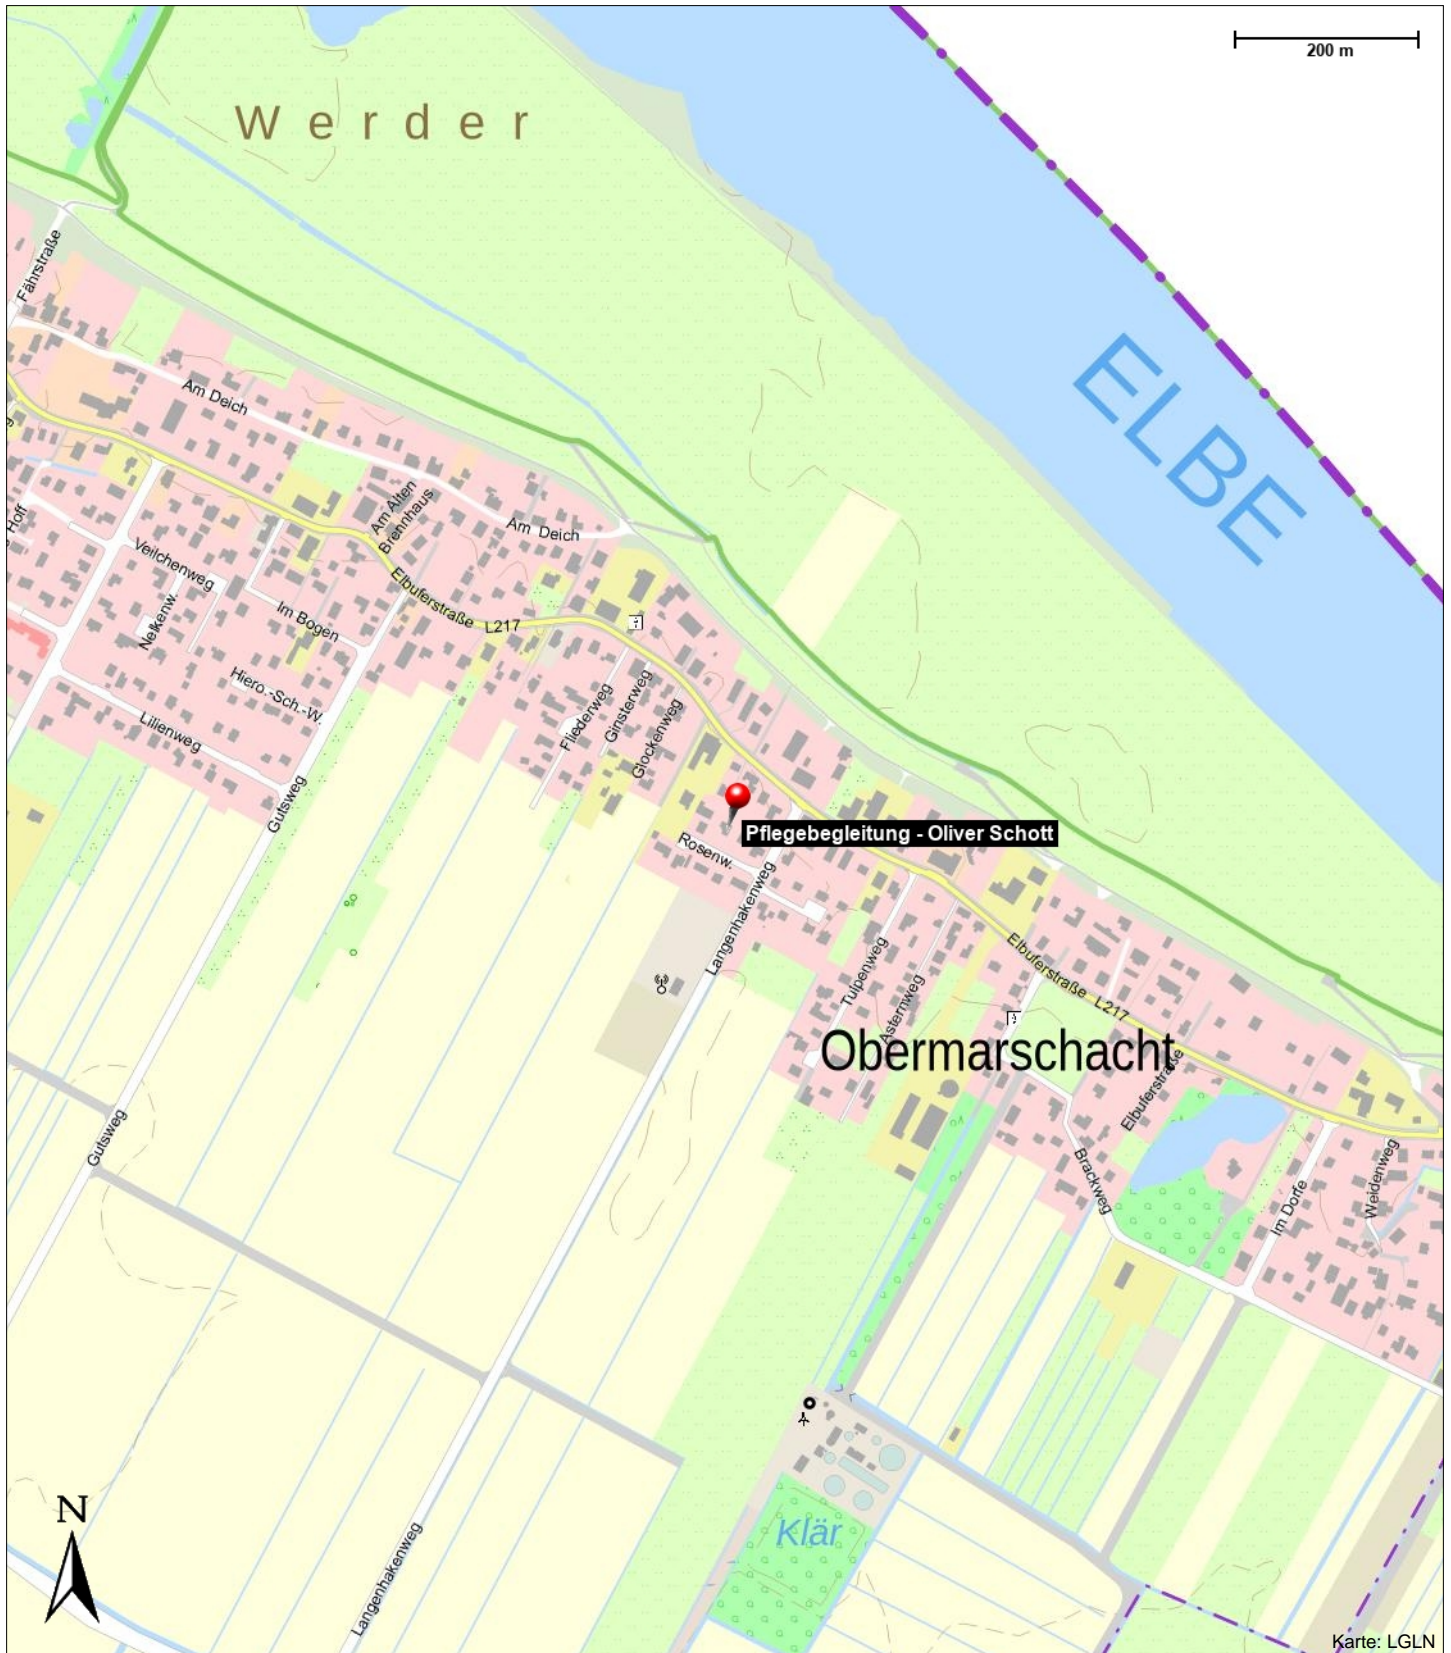 200 m
Werder
Fährstraße
ELBE
Am Deich
Am Alten
Brennhaus
Am Deich
Hoff
Veilchenweg
Elbuferstraße L217
Nelkenw.
Im Bogen
Hiero.-Sch.-W.
Lilienweg
Fliederweg
Ginsterweg
Glockenweg
Gutsweg
Pflegebegleitung - Oliver Schott
Rosenw.
Langenhakenweg
Tulpenweg
Asternweg
Elbuferstraße L217
Obermarschacht
Elbuferstraße
Gutsweg
Brackweg
Im Dorfe
Weidenweg
Klär
N
Langenhakenweg
Karte: LGLN